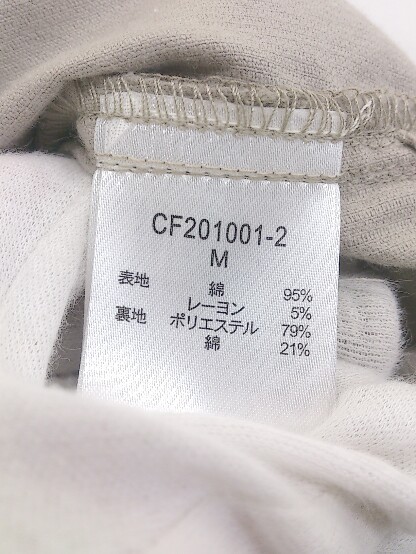 CF201001-2
M
表地 綿 95%
レーヨン 5%
裏地 ポリエステル 79%
綿 21%